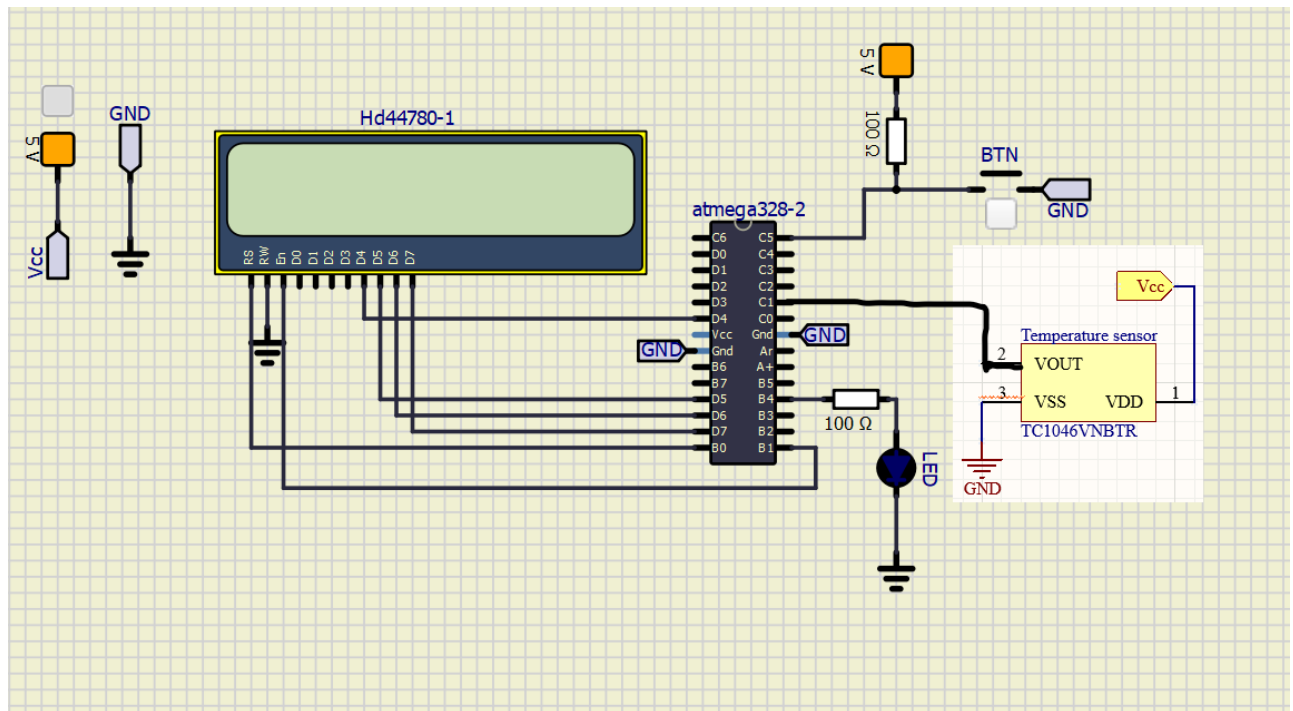 5 V
GND
Vcc
Hd44780-1
RS
RW
En
D0
D1
D2
D3
D4
D5
D6
D7
5 V
100 Ω
BTN
GND
atmega328-2
C6
D0
D1
D2
D3
D4
Vcc
Gnd
B6
B7
D5
D6
D7
B0
C5
C4
C3
C2
C1
C0
Gnd
Ar
A+
B5
B4
B3
B2
B1
GND
GND
100 Ω
LED
Vcc
Temperature sensor
2
VOUT
3
VSS
VDD
1
TC1046VNBTR
GND